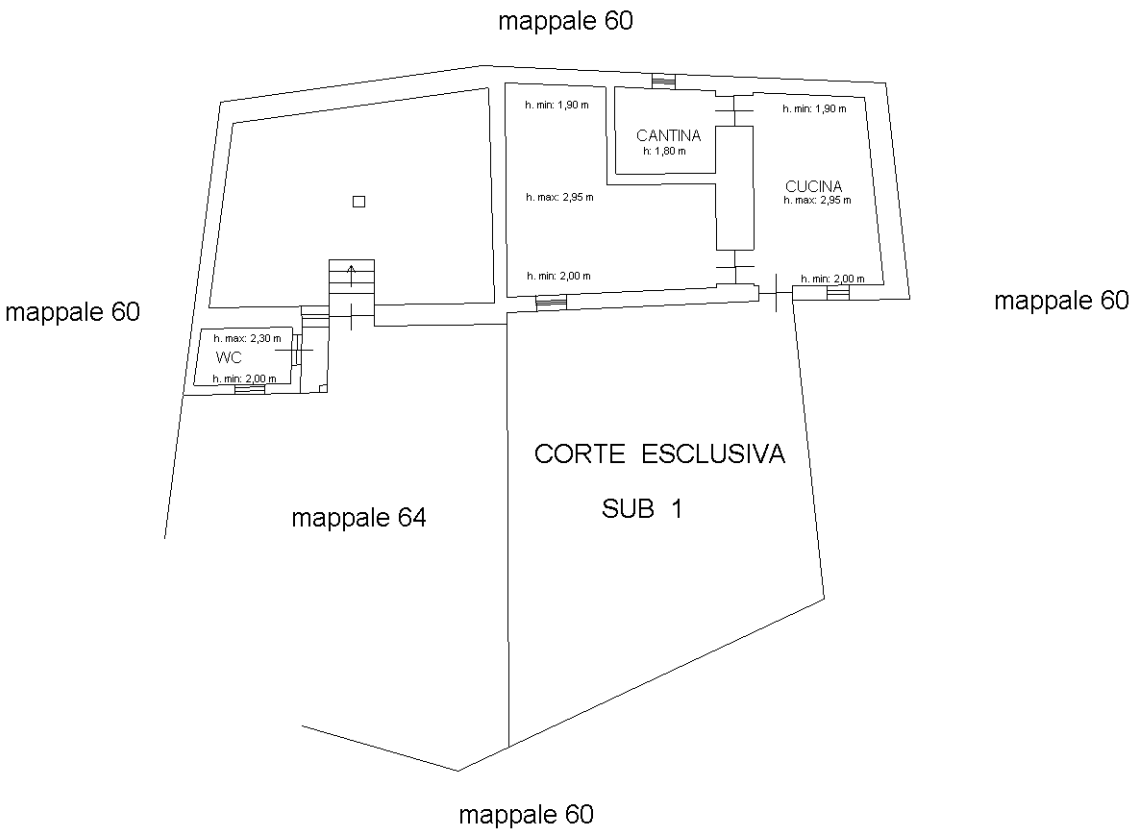 mappale 60
h. min: 1,90 m
CANTINA
h: 1,80 m
h. min: 1,90 m
CUCINA
h. max: 2,95 m
h. max: 2,95 m
h. min: 2,00 m
h. min: 2,00 m
mappale 60
mappale 60
h. max: 2,30 m
WC
h. min: 2,00 m
CORTE ESCLUSIVA
SUB 1
mappale 64
mappale 60